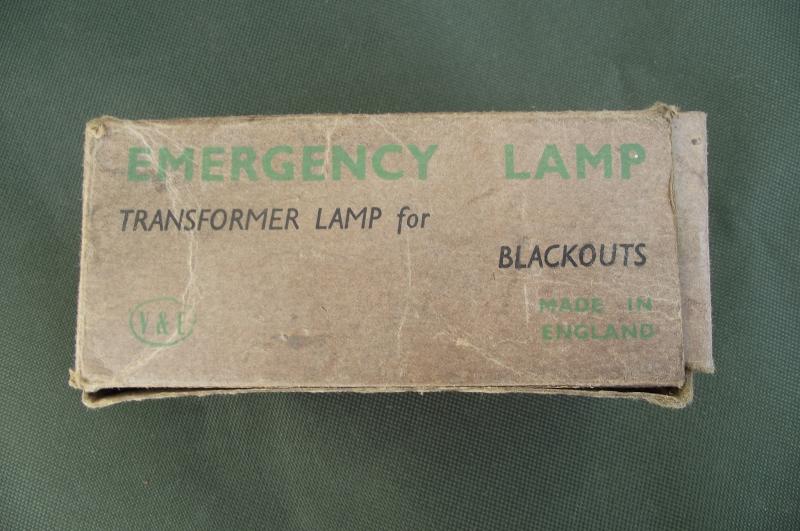 EMERGENCY LAMP
TRANSFORMER LAMP for
BLACKOUTS
V & E
MADE IN
ENGLAND